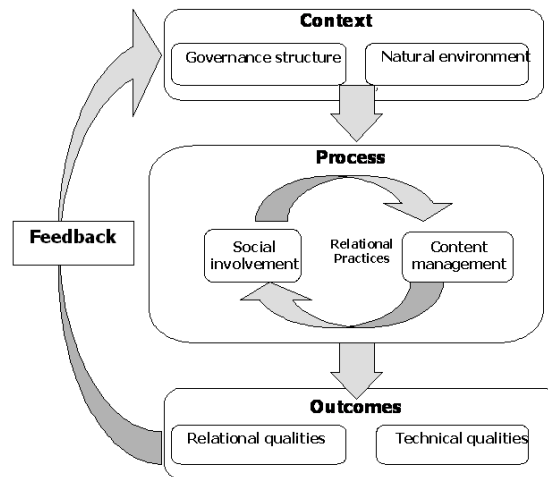 Context
Governance structure
Natural environment
Process
Feedback
Social
involvement
Relational
Practices
Content
management
Outcomes
Relational qualities
Technical qualities